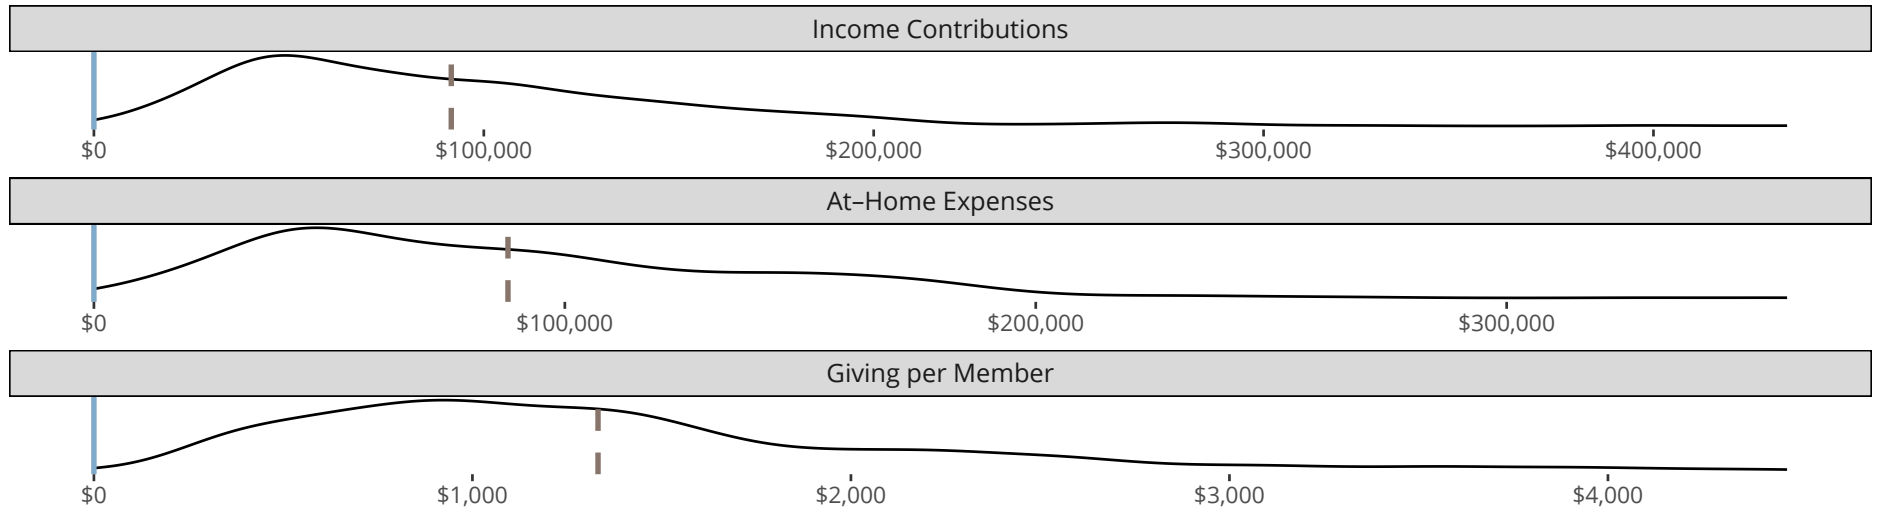 Income Contributions
$0 $100,000 $200,000 $300,000 $400,000
At–Home Expenses
$0 $100,000 $200,000 $300,000
Giving per Member
$0 $1,000 $2,000 $3,000 $4,000